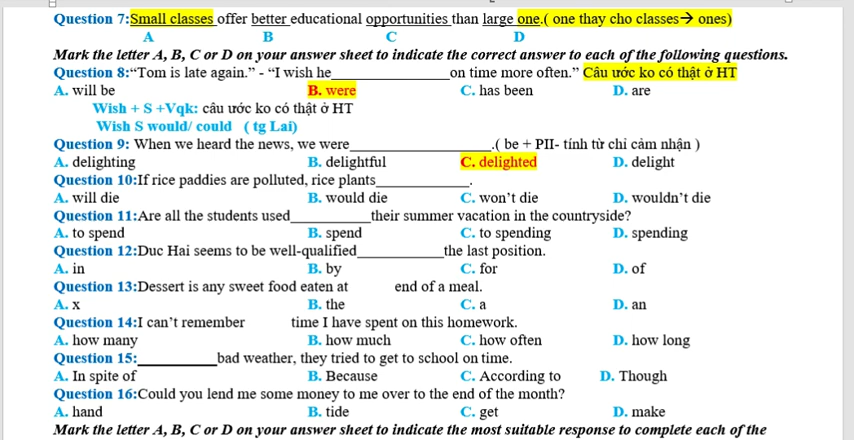 Question 7:Small classes offer better educational opportunities than large one.( one thay cho classes→ ones)
A B C D
Mark the letter A, B, C or D on your answer sheet to indicate the correct answer to each of the following questions.
Question 8:“Tom is late again.” - “I wish he____________on time more often.” Câu ước ko có thật ở HT
A. will be B. were C. has been D. are
Wish + S +Vqk: câu ước ko có thật ở HT
Wish S would/ could ( tg Lai)
Question 9: When we heard the news, we were____________.( be + PII- tính từ chỉ cảm nhận )
A. delighting B. delightful C. delighted D. delight
Question 10:If rice paddies are polluted, rice plants____________.
A. will die B. would die C. won’t die D. wouldn’t die
Question 11:Are all the students used__________their summer vacation in the countryside?
A. to spend B. spend C. to spending D. spending
Question 12:Duc Hai seems to be well-qualified___________the last position.
A. in B. by C. for D. of
Question 13:Dessert is any sweet food eaten at end of a meal.
A. x B. the C. a D. an
Question 14:I can’t remember time I have spent on this homework.
A. how many B. how much C. how often D. how long
Question 15:__________bad weather, they tried to get to school on time.
A. In spite of B. Because C. According to D. Though
Question 16:Could you lend me some money to me over to the end of the month?
A. hand B. tide C. get D. make
Mark the letter A, B, C or D on your answer sheet to indicate the most suitable response to complete each of the